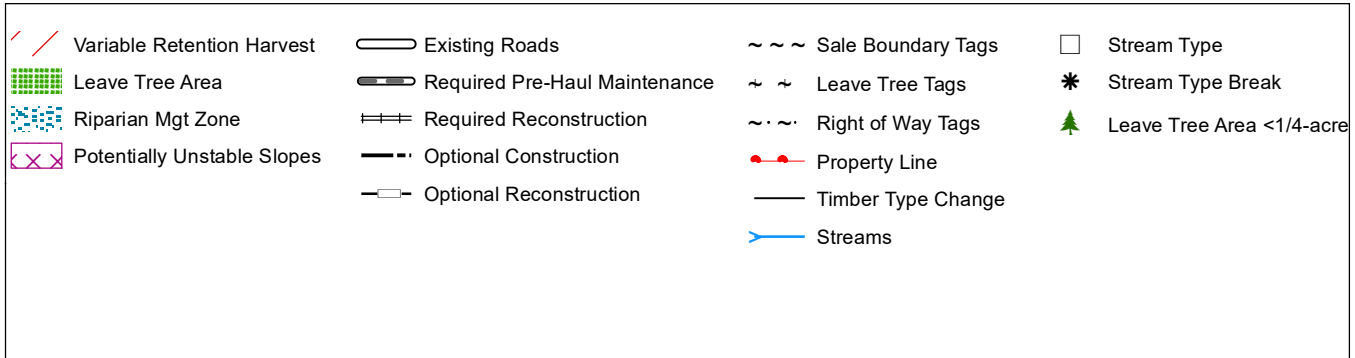 Variable Retention Harvest
Leave Tree Area
Riparian Mgt Zone
Potentially Unstable Slopes
Existing Roads
Required Pre-Haul Maintenance
Required Reconstruction
Optional Construction
Optional Reconstruction
Sale Boundary Tags
Leave Tree Tags
Right of Way Tags
Property Line
Timber Type Change
Streams
Stream Type
Stream Type Break
Leave Tree Area <1/4-acre